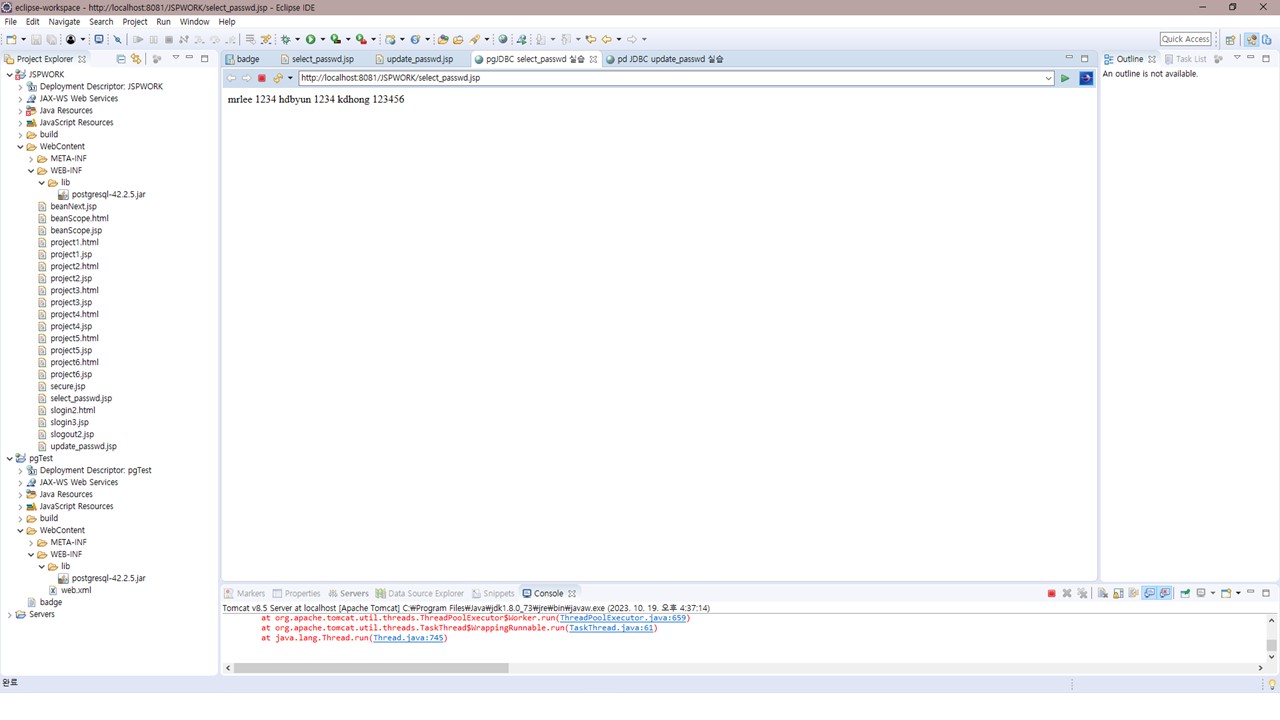 eclipse-workspace - http://localhost:8081/JSPWORK/select_passwd.jsp - Eclipse IDE
File Edit Navigate Search Project Run Window Help
Quick Access
Project Explorer
badge select_passwd.jsp update_passwd.jsp pgJDBC select_passwd 실습 pd JDBC update_passwd 실습
Outline Task List
http://localhost:8081/JSPWORK/select_passwd.jsp
An outline is not available.
mrlee 1234 hdbyun 1234 kdhong 123456
JSPWORK
Deployment Descriptor: JSPWORK
JAX-WS Web Services
Java Resources
JavaScript Resources
build
WebContent
META-INF
WEB-INF
lib
postgresql-42.2.5.jar
beanNext.jsp
beanScope.html
beanScope.jsp
project1.html
project1.jsp
project2.html
project2.jsp
project3.html
project3.jsp
project4.html
project4.jsp
project5.html
project5.jsp
project6.html
project6.jsp
secure.jsp
select_passwd.jsp
slogin2.html
slogin3.jsp
slogout2.jsp
update_passwd.jsp
pgTest
Deployment Descriptor: pgTest
JAX-WS Web Services
Java Resources
JavaScript Resources
build
WebContent
META-INF
WEB-INF
lib
postgresql-42.2.5.jar
web.xml
badge
Servers
Markers Properties Servers Data Source Explorer Snippets Console
Tomcat v8.5 Server at localhost [Apache Tomcat] C:₩Program Files₩Java₩jdk1.8.0_73₩jre₩bin₩javaw.exe (2023. 10. 19. 오후 4:37:14)
at org.apache.tomcat.util.threads.ThreadPoolExecutor$Worker.run(ThreadPoolExecutor.java:659)
at org.apache.tomcat.util.threads.TaskThread$WrappingRunnable.run(TaskThread.java:61)
at java.lang.Thread.run(Thread.java:745)
완료